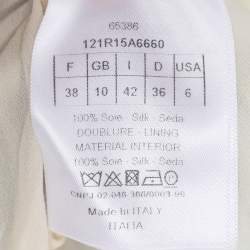 65386
121R15A6660
F GB I D USA
38 10 42 36 6
100% Soie - Silk - Seda
DOUBLURE - LINING
MATERIAL INTERIOR
100% Soie - Silk - Seda
Made in ITALY
ITALIA